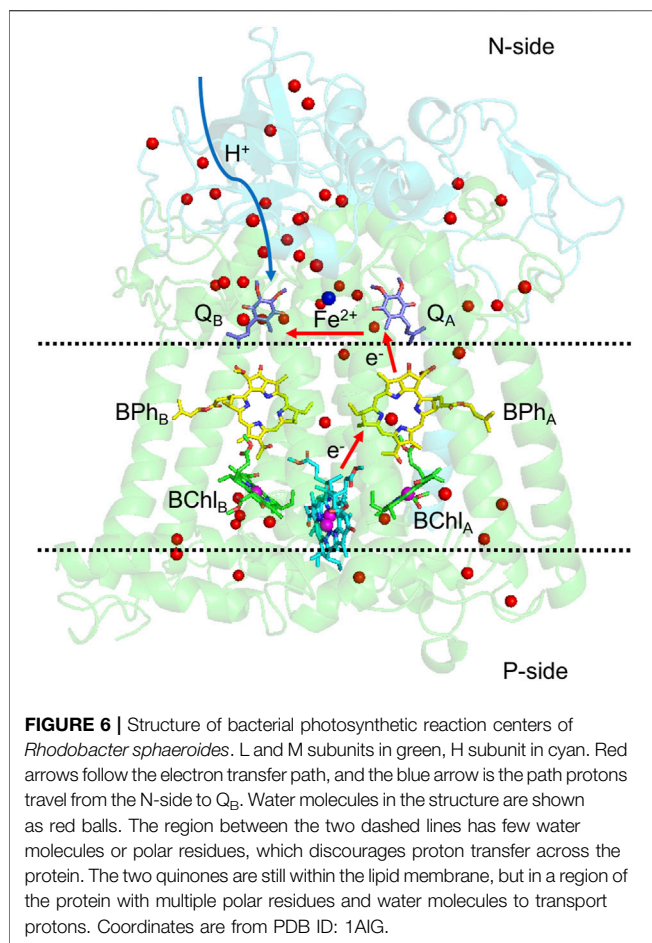 N-side
H⁺
Q_B
Fe²⁺
Q_A
e⁻
BPh_B
BPh_A
e⁻
BChl_B
BChl_A
P-side
FIGURE 6 | Structure of bacterial photosynthetic reaction centers of
Rhodobacter sphaeroides. L and M subunits in green, H subunit in cyan. Red
arrows follow the electron transfer path, and the blue arrow is the path protons
travel from the N-side to Q_B. Water molecules in the structure are shown
as red balls. The region between the two dashed lines has few water
molecules or polar residues, which discourages proton transfer across the
protein. The two quinones are still within the lipid membrane, but in a region of
the protein with multiple polar residues and water molecules to transport
protons. Coordinates are from PDB ID: 1AIG.